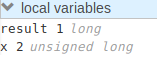 local variables
result 1 long
x 2 unsigned long